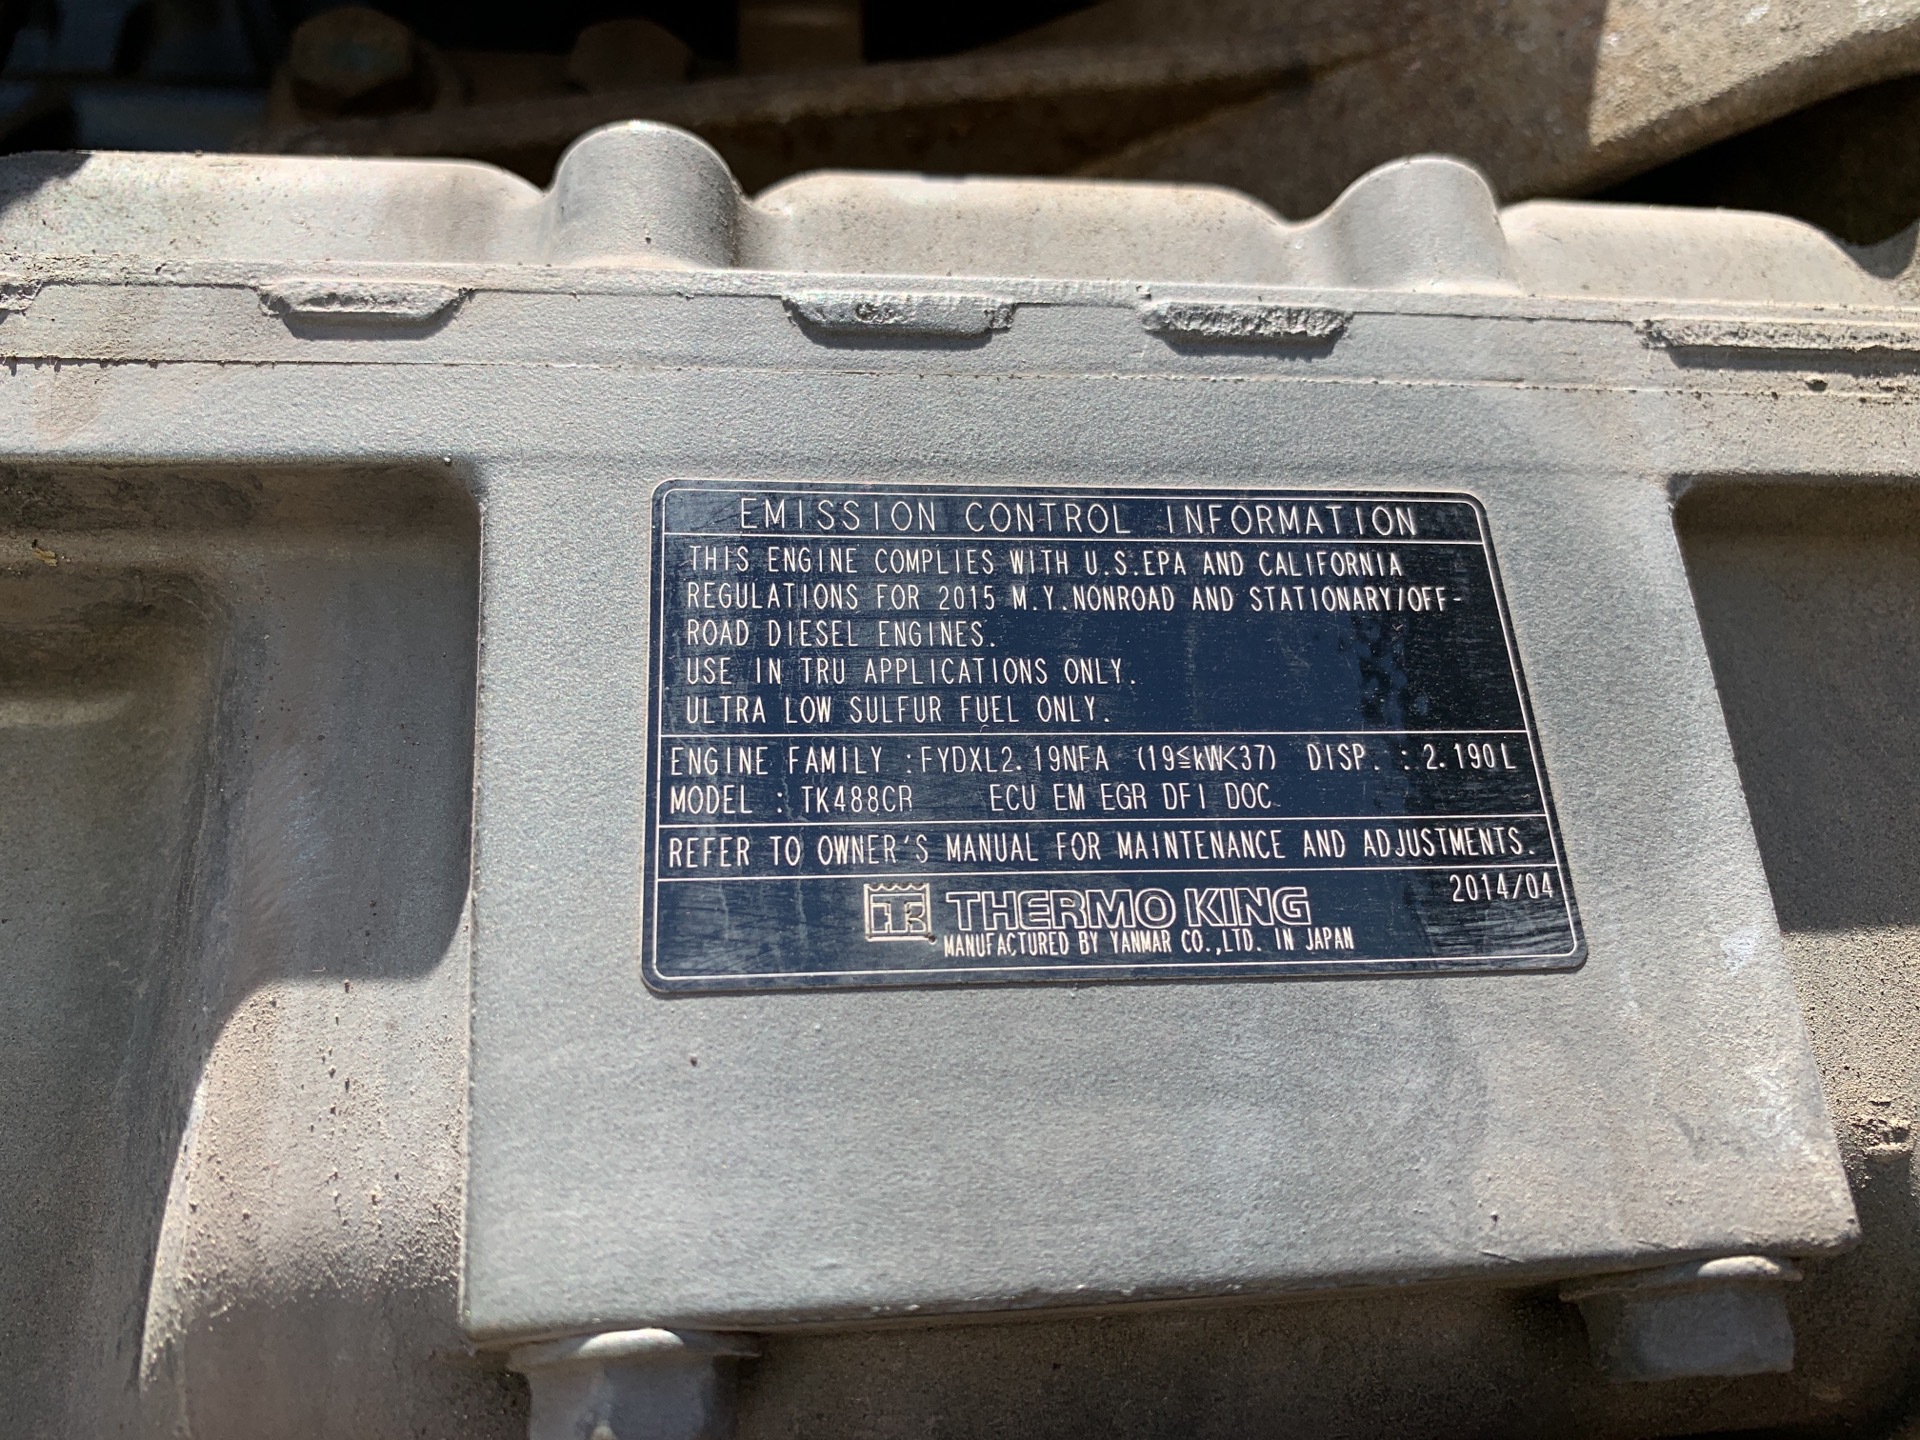 EMISSION CONTROL INFORMATION
THIS ENGINE COMPLIES WITH U.S.EPA AND CALIFORNIA
REGULATIONS FOR 2015 M.Y.NONROAD AND STATIONARY/OFF-
ROAD DIESEL ENGINES.
USE IN TRU APPLICATIONS ONLY.
ULTRA LOW SULFUR FUEL ONLY.
ENGINE FAMILY :FYDXL2.19NFA (19≦kW<37) DISP. :2.190L
MODEL : TK488CR ECU EM EGR DFI DOC
REFER TO OWNER'S MANUAL FOR MAINTENANCE AND ADJUSTMENTS.
2014/04
TK THERMO KING
MANUFACTURED BY YANMAR CO.,LTD. IN JAPAN